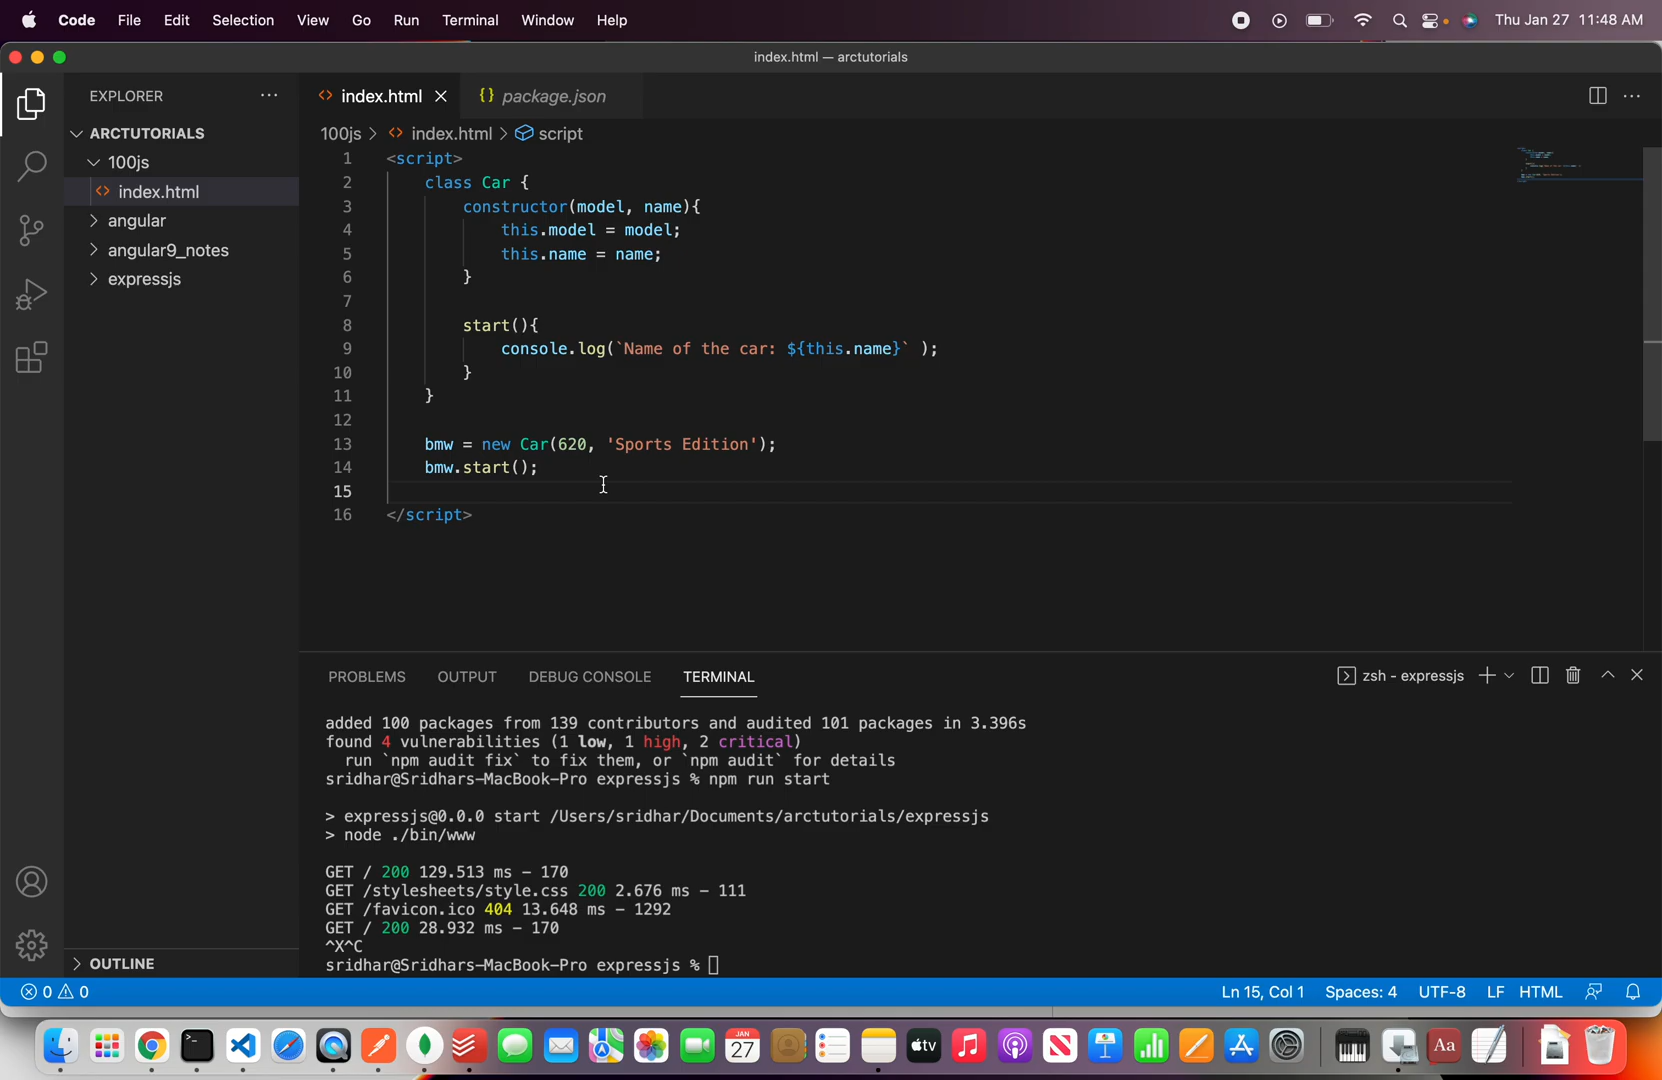 Code File Edit Selection View Go Run Terminal Window Help Thu Jan 27 11:48 AM
index.html — arctutorials
EXPLORER
ARCTUTORIALS
100js
index.html
angular
angular9_notes
expressjs
OUTLINE
index.html
package.json
100js > index.html > script
1 <script>
2 class Car {
3 constructor(model, name){
4 this.model = model;
5 this.name = name;
6 }
7
8 start(){
9 console.log(`Name of the car: ${this.name}` );
10 }
11 }
12
13 bmw = new Car(620, 'Sports Edition');
14 bmw.start();
15
16 </script>
PROBLEMS OUTPUT DEBUG CONSOLE TERMINAL zsh - expressjs
added 100 packages from 139 contributors and audited 101 packages in 3.396s
found 4 vulnerabilities (1 low, 1 high, 2 critical)
run `npm audit fix` to fix them, or `npm audit` for details
sridhar@Sridhars-MacBook-Pro expressjs % npm run start
> expressjs@0.0.0 start /Users/sridhar/Documents/arctutorials/expressjs
> node ./bin/www
GET / 200 129.513 ms - 170
GET /stylesheets/style.css 200 2.676 ms - 111
GET /favicon.ico 404 13.648 ms - 1292
GET / 200 28.932 ms - 170
^X^C
sridhar@Sridhars-MacBook-Pro expressjs %
0 0 Ln 15, Col 1 Spaces: 4 UTF-8 LF HTML
JAN
27
tv
Aa